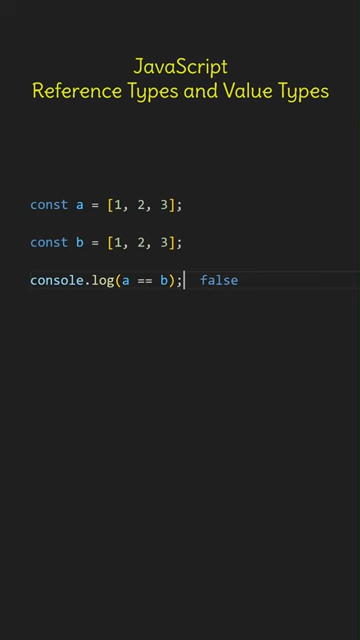 JavaScript
Reference Types and Value Types
const a = [1, 2, 3];
const b = [1, 2, 3];
console.log(a == b); false